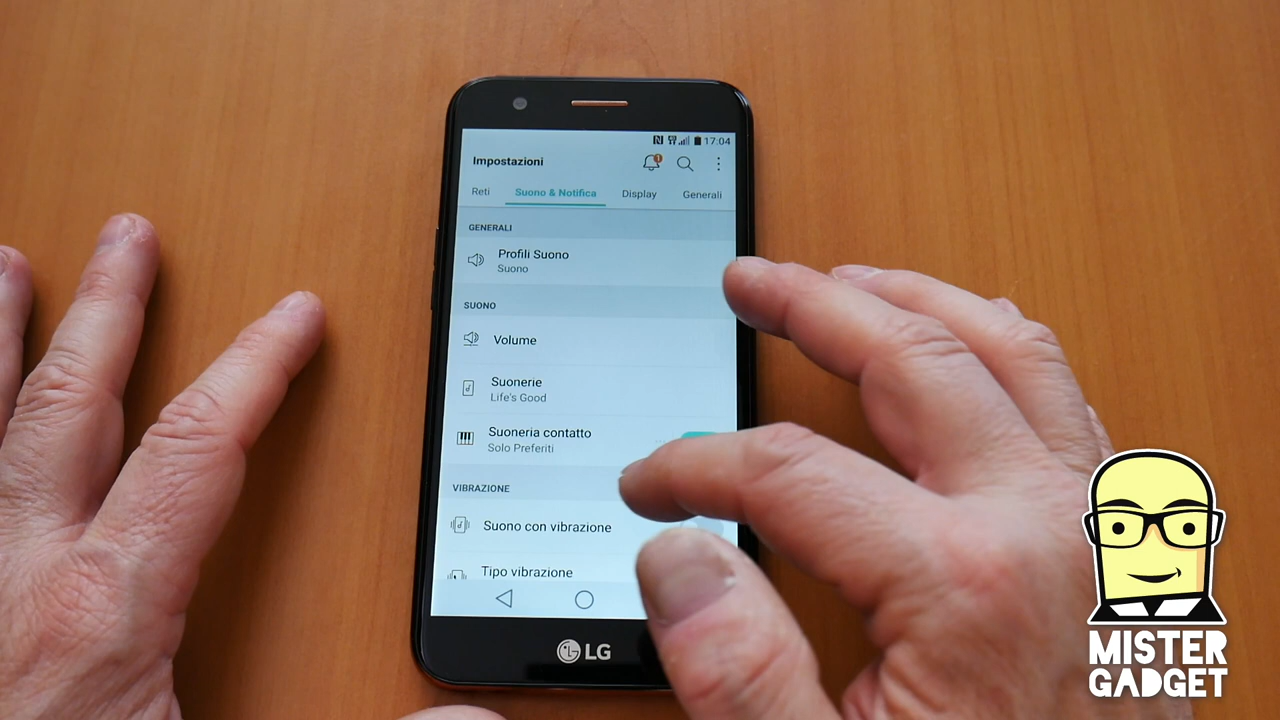 17:04
Impostazioni
1
Reti
Suono & Notifica
Display
Generali
GENERALI
Profili Suono
Suono
SUONO
Volume
Suonerie
Life's Good
Suoneria contatto
Solo Preferiti
VIBRAZIONE
Suono con vibrazione
Tipo vibrazione
LG
MISTER
GADGET